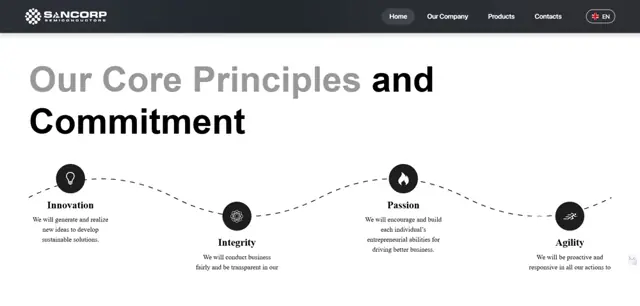 SANCORP
SEMICONDUCTORS
Home
Our Company
Products
Contacts
EN
Our Core Principles and
Commitment
Innovation
We will generate and realize
new ideas to develop
sustainable solutions.
Integrity
We will conduct business
fairly and be transparent in our
Passion
We will encourage and build
each individual's
entrepreneurial abilities for
driving better business.
Agility
We will be proactive and
responsive in all our actions to